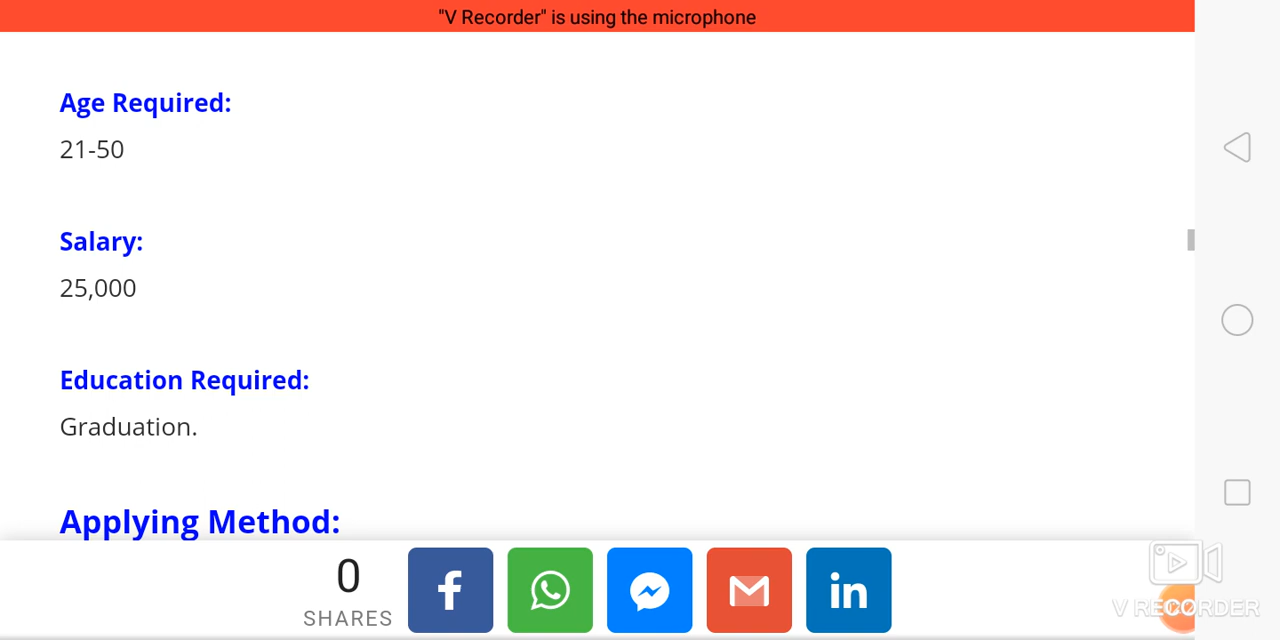 "V Recorder" is using the microphone
Age Required:
21-50
Salary:
25,000
Education Required:
Graduation.
Applying Method:
0
SHARES
f
in
V RECORDER